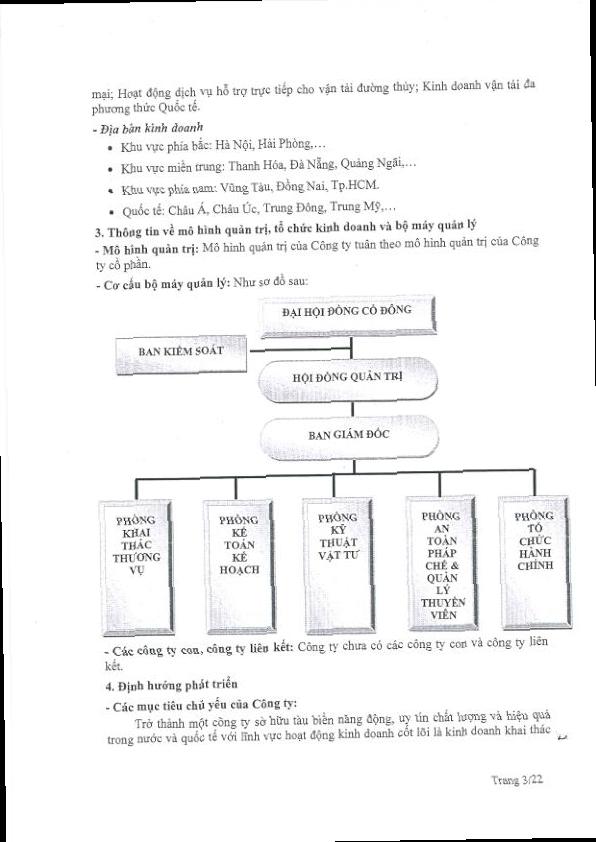 mại; Hoạt động dịch vụ hỗ trợ trực tiếp cho vận tải đường thủy; Kinh doanh vận tải đa
phương thức Quốc tế.
- Địa bàn kinh doanh
• Khu vực phía bắc: Hà Nội, Hải Phòng,…
• Khu vực miền trung: Thanh Hóa, Đà Nẵng, Quảng Ngãi,…
• Khu vực phía nam: Vũng Tàu, Đồng Nai, Tp.HCM.
• Quốc tế: Châu Á, Châu Úc, Trung Đông, Trung Mỹ,…
3. Thông tin về mô hình quản trị, tổ chức kinh doanh và bộ máy quản lý
- Mô hình quản trị: Mô hình quản trị của Công ty tuân theo mô hình quản trị của Công
ty cổ phần.
- Cơ cấu bộ máy quản lý: Như sơ đồ sau:
ĐẠI HỘI ĐỒNG CỔ ĐÔNG
BAN KIỂM SOÁT
HỘI ĐỒNG QUẢN TRỊ
BAN GIÁM ĐỐC
PHÒNG
KHAI
THÁC
THƯƠNG
VỤ
PHÒNG
KẾ
TOÁN
KẾ
HOẠCH
PHÒNG
KỸ
THUẬT
VẬT TƯ
PHÒNG
AN
TOÀN
PHÁP
CHẾ &
QUẢN
LÝ
THUYỀN
VIÊN
PHÒNG
TỔ
CHỨC
HÀNH
CHÍNH
- Các công ty con, công ty liên kết: Công ty chưa có các công ty con và công ty liên
kết.
4. Định hướng phát triển
- Các mục tiêu chủ yếu của Công ty:
Trở thành một công ty sở hữu tàu biển năng động, uy tín chất lượng và hiệu quả
trong nước và quốc tế với lĩnh vực hoạt động kinh doanh cốt lõi là kinh doanh khai thác
Trang 3/22